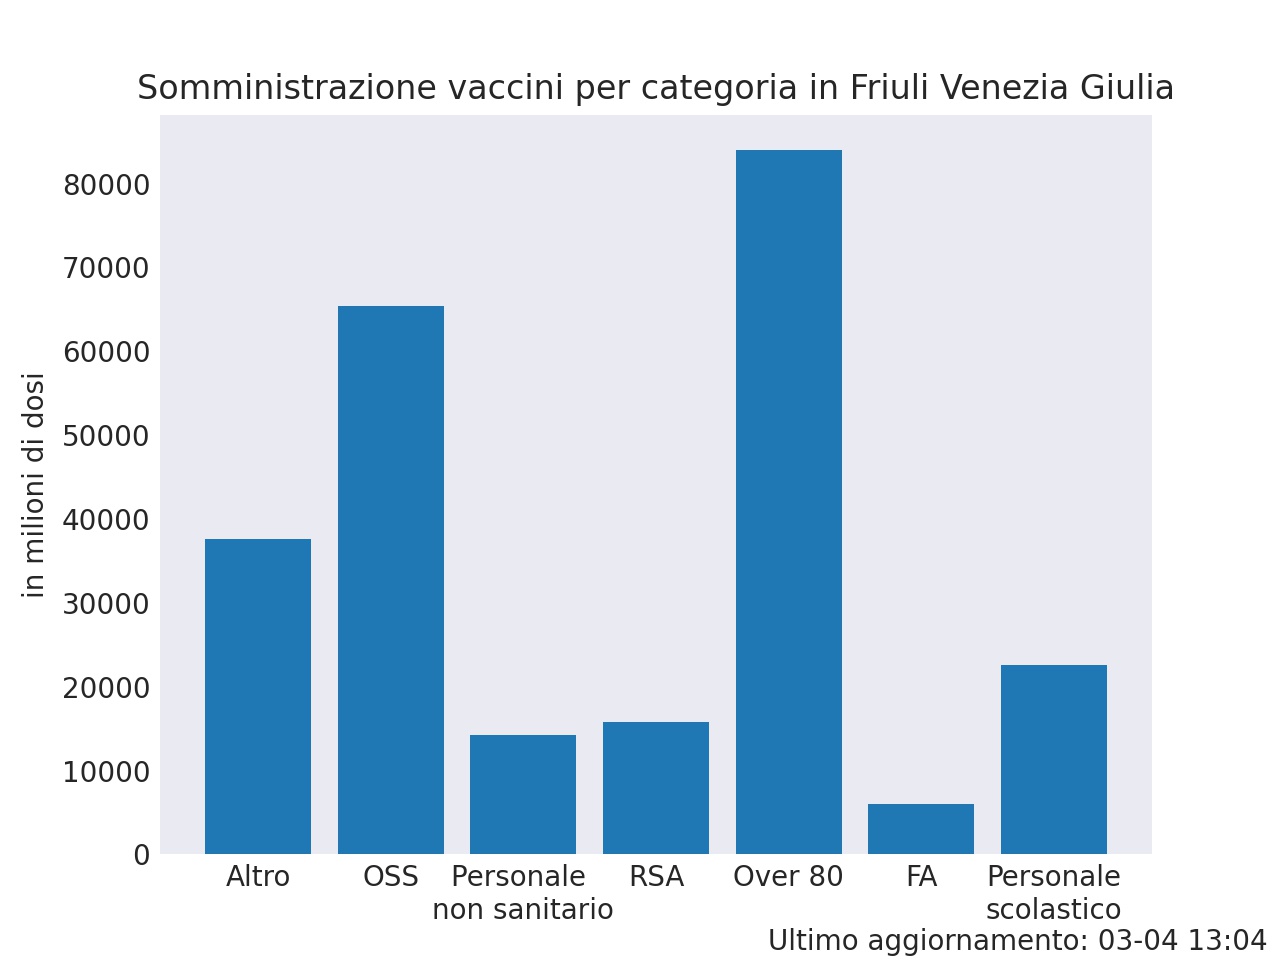 Somministrazione vaccini per categoria in Friuli Venezia Giulia
in milioni di dosi
80000
70000
60000
50000
40000
30000
20000
10000
0
Altro
OSS
Personale
non sanitario
RSA
Over 80
FA
Personale
scolastico
Ultimo aggiornamento: 03-04 13:04